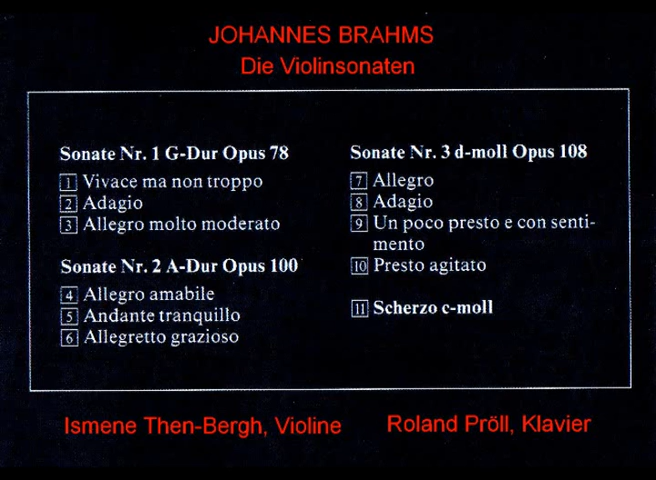 JOHANNES BRAHMS
Die Violinsonaten
Sonate Nr. 1 G-Dur Opus 78
1 Vivace ma non troppo
2 Adagio
3 Allegro molto moderato
Sonate Nr. 2 A-Dur Opus 100
4 Allegro amabile
5 Andante tranquillo
6 Allegretto grazioso
Sonate Nr. 3 d-moll Opus 108
7 Allegro
8 Adagio
9 Un poco presto e con senti-
mento
10 Presto agitato
11 Scherzo c-moll
Ismene Then-Bergh, Violine
Roland Pröll, Klavier